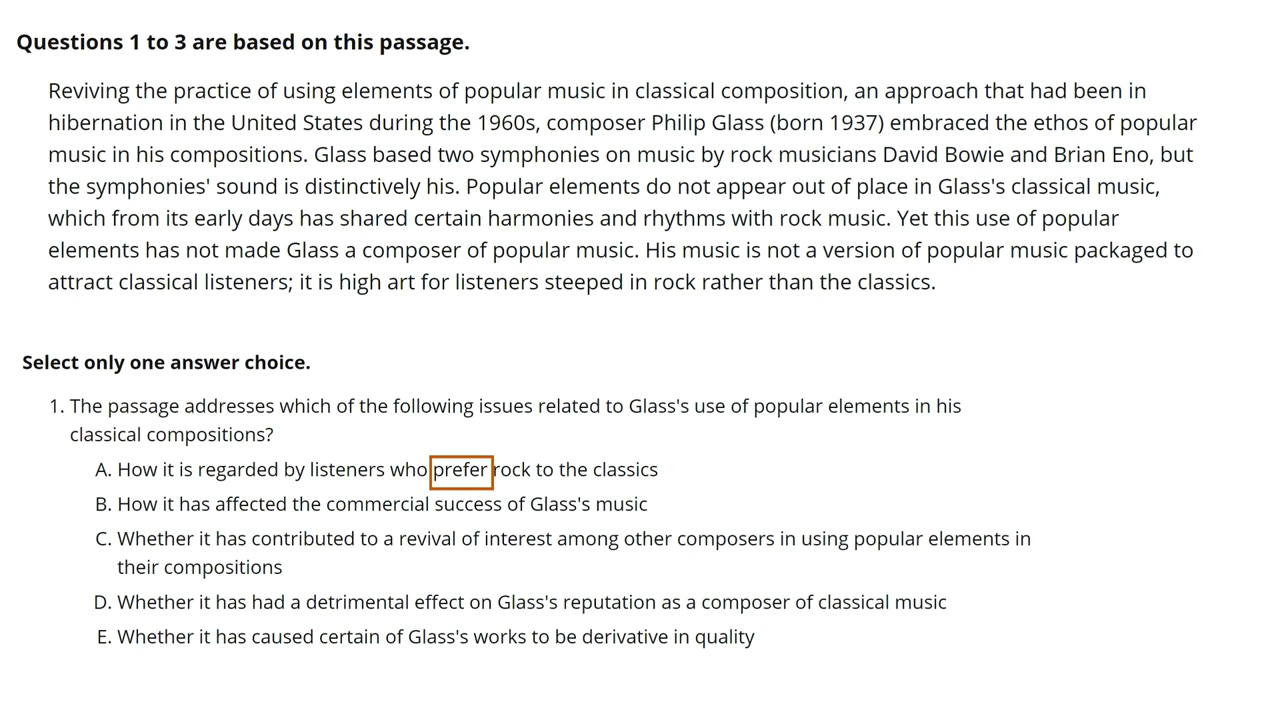 Questions 1 to 3 are based on this passage.
Reviving the practice of using elements of popular music in classical composition, an approach that had been in
hibernation in the United States during the 1960s, composer Philip Glass (born 1937) embraced the ethos of popular
music in his compositions. Glass based two symphonies on music by rock musicians David Bowie and Brian Eno, but
the symphonies' sound is distinctively his. Popular elements do not appear out of place in Glass's classical music,
which from its early days has shared certain harmonies and rhythms with rock music. Yet this use of popular
elements has not made Glass a composer of popular music. His music is not a version of popular music packaged to
attract classical listeners; it is high art for listeners steeped in rock rather than the classics.
Select only one answer choice.
1. The passage addresses which of the following issues related to Glass's use of popular elements in his
classical compositions?
A. How it is regarded by listeners who prefer rock to the classics
B. How it has affected the commercial success of Glass's music
C. Whether it has contributed to a revival of interest among other composers in using popular elements in
their compositions
D. Whether it has had a detrimental effect on Glass's reputation as a composer of classical music
E. Whether it has caused certain of Glass's works to be derivative in quality